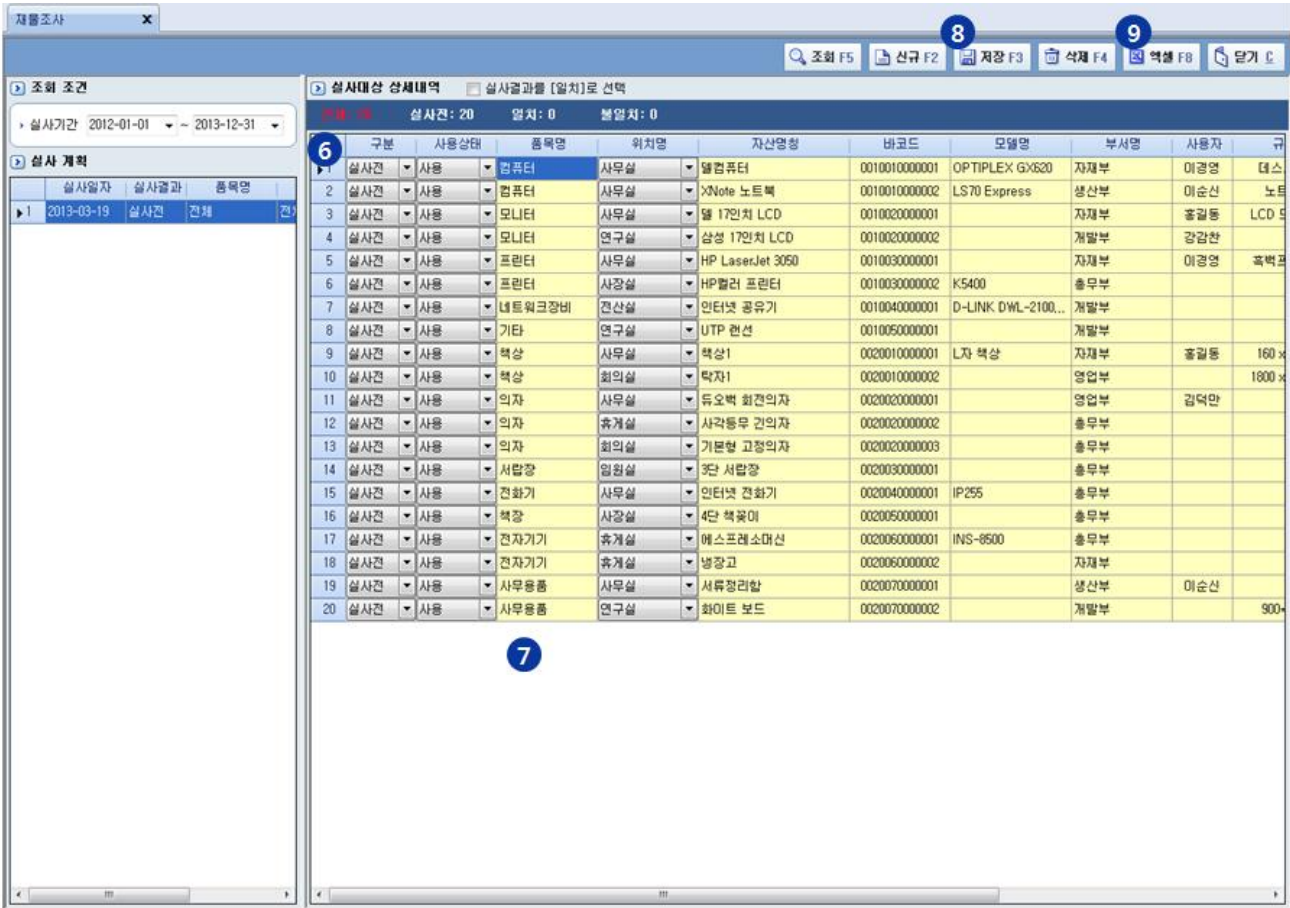 재물조사 x
8 9
조회 F5 신규 F2 저장 F3 삭제 F4 엑셀 F8 닫기 C
조회 조건
실사기간 2012-01-01 ~ 2013-12-31
실사 계획
실사일자 실사결과 품목명
1 2013-03-19 실사전 전체
실사대상 상세내역 실사결과를 [일치]로 선택
실사전: 20 일치: 0 불일치: 0
6
구분 사용상태 품목명 위치명 자산명칭 바코드 모델명 부서명 사용자 규
1 실사전 사용 컴퓨터 사무실 델컴퓨터 0010010000001 OPTIPLEX GX620 자재부 이경영 데스
2 실사전 사용 컴퓨터 사무실 XNote 노트북 0010010000002 LS70 Express 생산부 이순신 노트
3 실사전 사용 모니터 사무실 델 17인치 LCD 0010020000001 자재부 홍길동 LCD
4 실사전 사용 모니터 연구실 삼성 17인치 LCD 0010020000002 개발부 강감찬
5 실사전 사용 프린터 사무실 HP LaserJet 3050 0010030000001 자재부 이경영 흑백프
6 실사전 사용 프린터 사장실 HP컬러 프린터 0010030000002 K5400 총무부
7 실사전 사용 네트워크장비 전산실 인터넷 공유기 0010040000001 D-LINK DWL-2100,... 개발부
8 실사전 사용 기타 연구실 UTP 랜선 0010050000001 개발부
9 실사전 사용 책상 사무실 책상1 0020010000001 L자 책상 자재부 홍길동 160 x
10 실사전 사용 책상 회의실 탁자1 0020010000002 영업부 1800 x
11 실사전 사용 의자 사무실 듀오백 회전의자 0020020000001 영업부 김덕만
12 실사전 사용 의자 휴게실 사각등무 간의자 0020020000002 총무부
13 실사전 사용 의자 회의실 기본형 고정의자 0020020000003 총무부
14 실사전 사용 서랍장 임원실 3단 서랍장 0020030000001 총무부
15 실사전 사용 전화기 사무실 인터넷 전화기 0020040000001 IP255 총무부
16 실사전 사용 책장 사장실 4단 책꽂이 0020050000001 총무부
17 실사전 사용 전자기기 휴게실 에스프레소머신 0020060000001 INS-8500 총무부
18 실사전 사용 전자기기 휴게실 냉장고 0020060000002 자재부
19 실사전 사용 사무용품 사무실 서류정리함 0020070000001 생산부 이순신
20 실사전 사용 사무용품 연구실 화이트 보드 0020070000002 개발부 900*
7